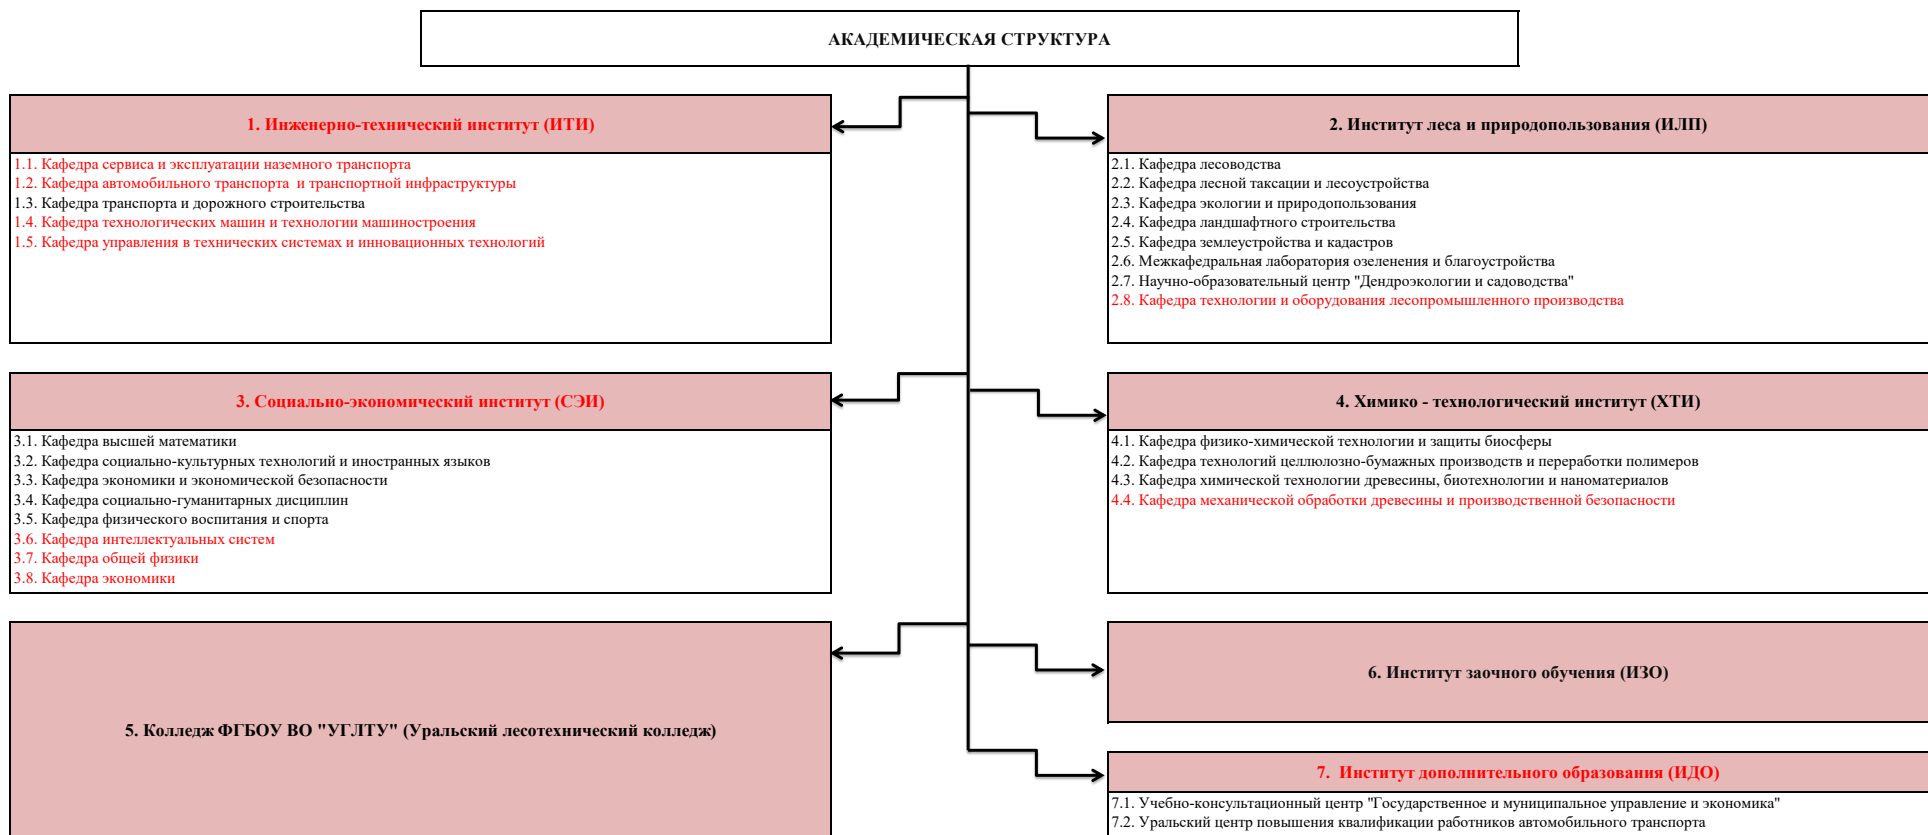 АКАДЕМИЧЕСКАЯ СТРУКТУРА
1. Инженерно-технический институт (ИТИ)
1.1. Кафедра сервиса и эксплуатации наземного транспорта
1.2. Кафедра автомобильного транспорта и транспортной инфраструктуры
1.3. Кафедра транспорта и дорожного строительства
1.4. Кафедра технологических машин и технологии машиностроения
1.5. Кафедра управления в технических системах и инновационных технологий
2. Институт леса и природопользования (ИЛП)
2.1. Кафедра лесоводства
2.2. Кафедра лесной таксации и лесоустройства
2.3. Кафедра экологии и природопользования
2.4. Кафедра ландшафтного строительства
2.5. Кафедра землеустройства и кадастров
2.6. Межкафедральная лаборатория озеленения и благоустройства
2.7. Научно-образовательный центр "Дендроэкологии и садоводства"
2.8. Кафедра технологии и оборудования лесопромышленного производства
3. Социально-экономический институт (СЭИ)
3.1. Кафедра высшей математики
3.2. Кафедра социально-культурных технологий и иностранных языков
3.3. Кафедра экономики и экономической безопасности
3.4. Кафедра социально-гуманитарных дисциплин
3.5. Кафедра физического воспитания и спорта
3.6. Кафедра интеллектуальных систем
3.7. Кафедра общей физики
3.8. Кафедра экономики
4. Химико - технологический институт (ХТИ)
4.1. Кафедра физико-химической технологии и защиты биосферы
4.2. Кафедра технологий целлюлозно-бумажных производств и переработки полимеров
4.3. Кафедра химической технологии древесины, биотехнологии и наноматериалов
4.4. Кафедра механической обработки древесины и производственной безопасности
5. Колледж ФГБОУ ВО "УГЛТУ" (Уральский лесотехнический колледж)
6. Институт заочного обучения (ИЗО)
7. Институт дополнительного образования (ИДО)
7.1. Учебно-консультационный центр "Государственное и муниципальное управление и экономика"
7.2. Уральский центр повышения квалификации работников автомобильного транспорта